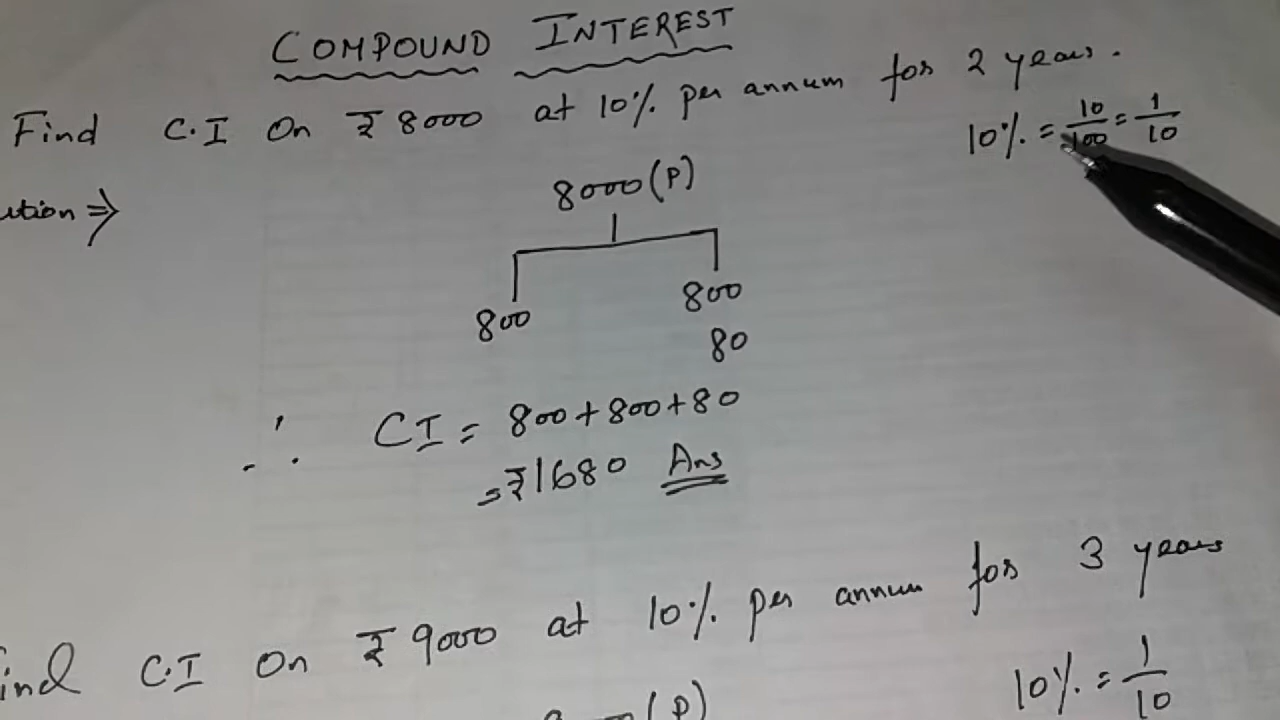 COMPOUND INTEREST
Find C.I On ₹ 8000 at 10% per annum for 2 years.
10% = 10/100 = 1/10
ution ⇒
8000 (P)
800 800
80
∴ CI = 800 + 800 + 80
= ₹1680 Ans
ind C.I On ₹ 9000 at 10% per annum for 3 years
10% = 1/10
(P)